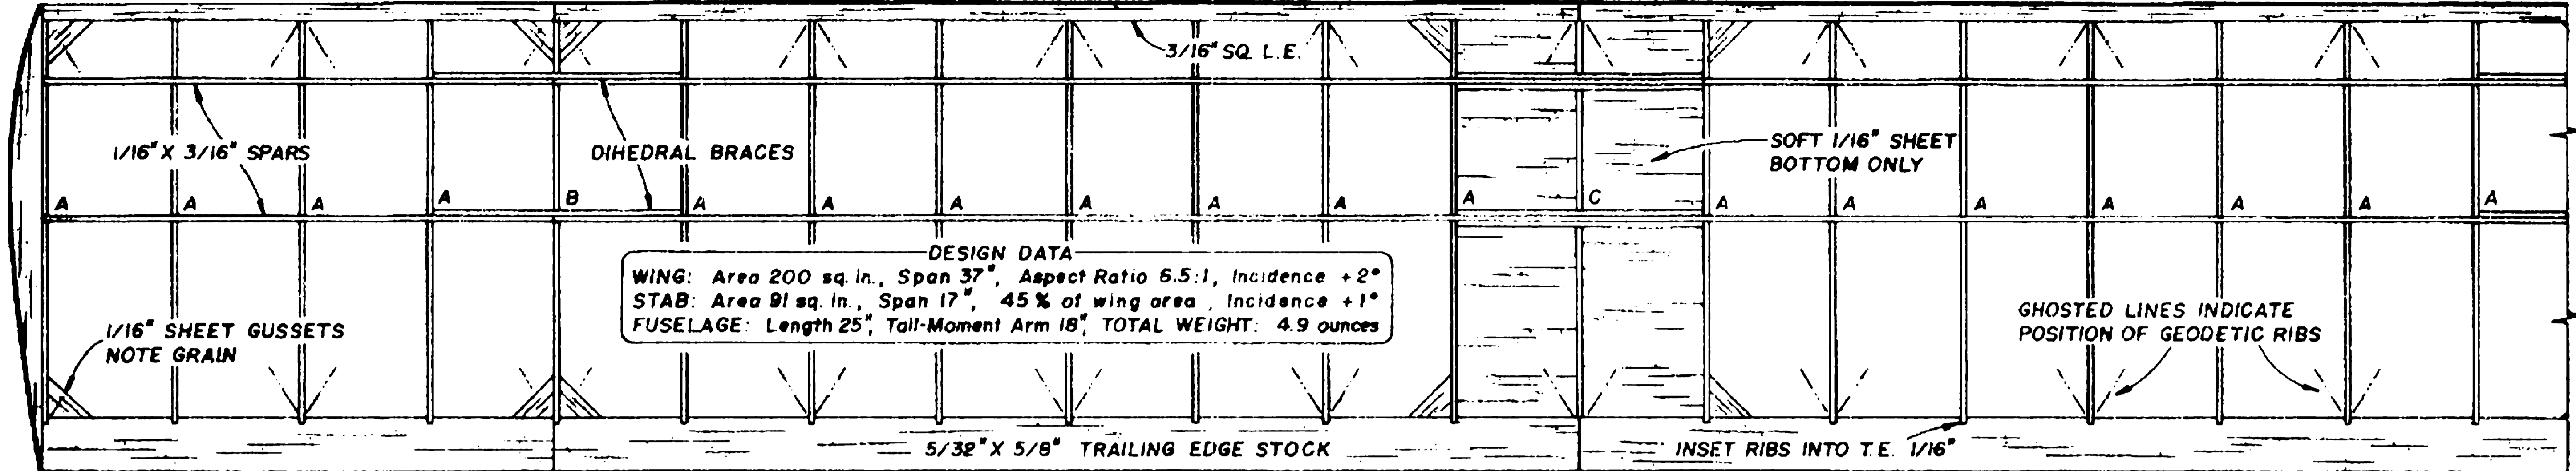 3/16" SQ. L.E.
1/16" X 3/16" SPARS
DIHEDRAL BRACES
SOFT 1/16" SHEET
BOTTOM ONLY
A A A A B A A A A A A A C A A A A A A A
DESIGN DATA
WING: Area 200 sq. in., Span 37", Aspect Ratio 6.5:1, Incidence +2°
STAB: Area 91 sq. in., Span 17", 45% of wing area, Incidence +1°
FUSELAGE: Length 25", Tail-Moment Arm 18", TOTAL WEIGHT: 4.9 ounces
1/16" SHEET GUSSETS
NOTE GRAIN
GHOSTED LINES INDICATE
POSITION OF GEODETIC RIBS
5/32" X 5/8" TRAILING EDGE STOCK
INSET RIBS INTO T.E. 1/16"